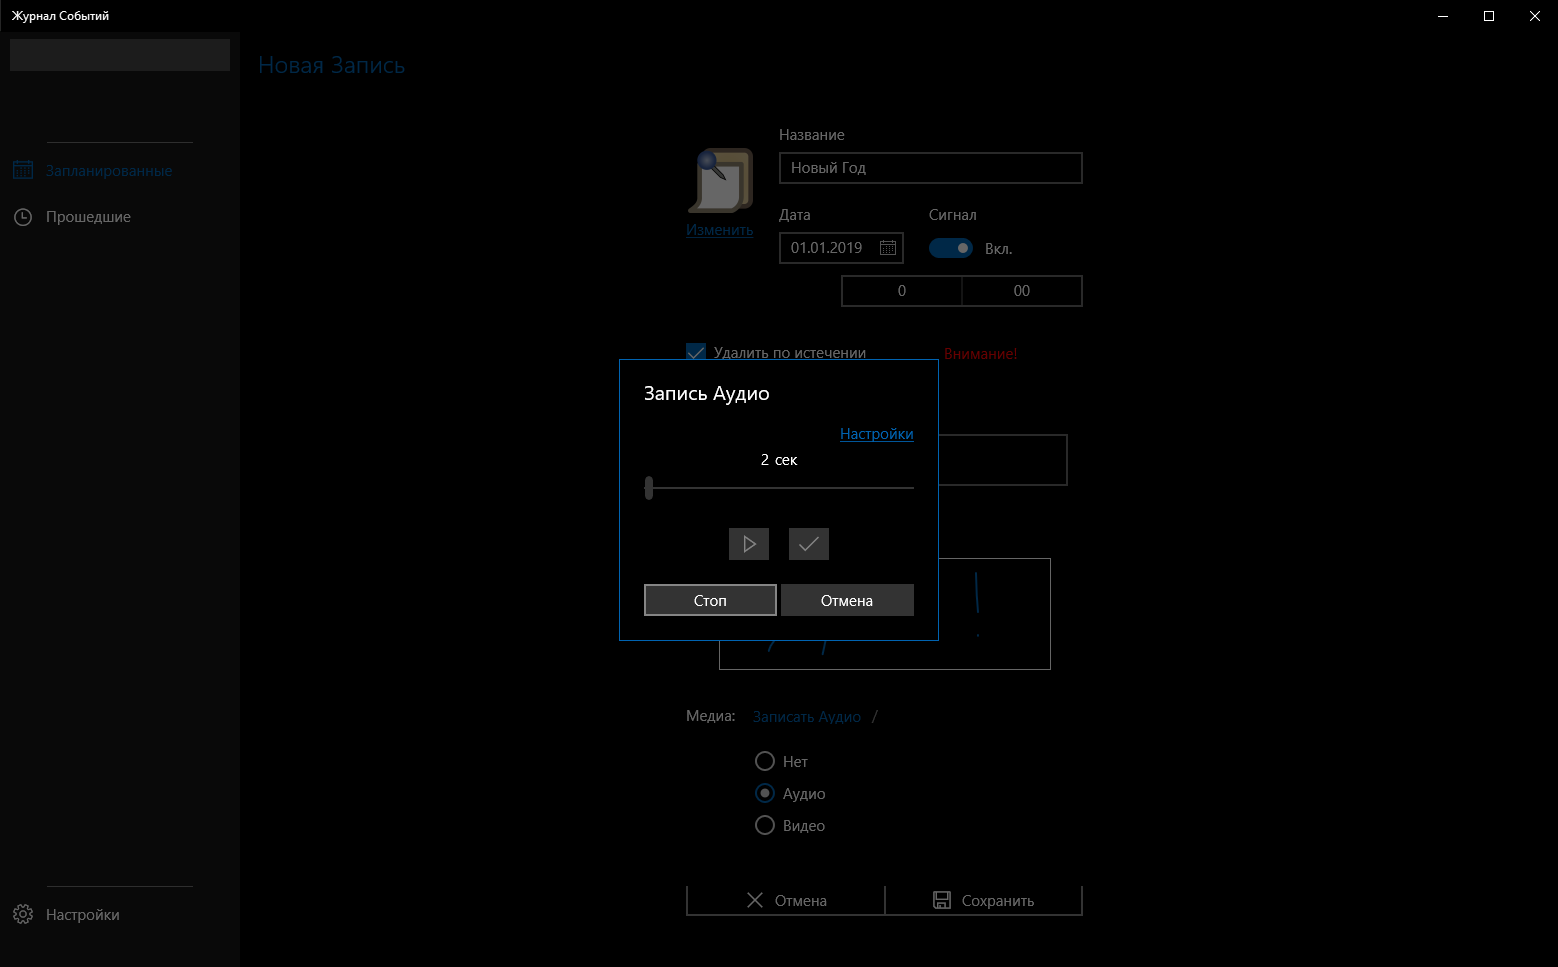 Журнал Событий
Новая Запись
Запланированные
Прошедшие
Настройки
Название
Новый Год
Изменить
Дата
Сигнал
01.01.2019
Вкл.
0
00
Удалить по истечении
Внимание!
Запись Аудио
Настройки
2 сек
Стоп
Отмена
Медиа:
Записать Аудио /
Нет
Аудио
Видео
Отмена
Сохранить